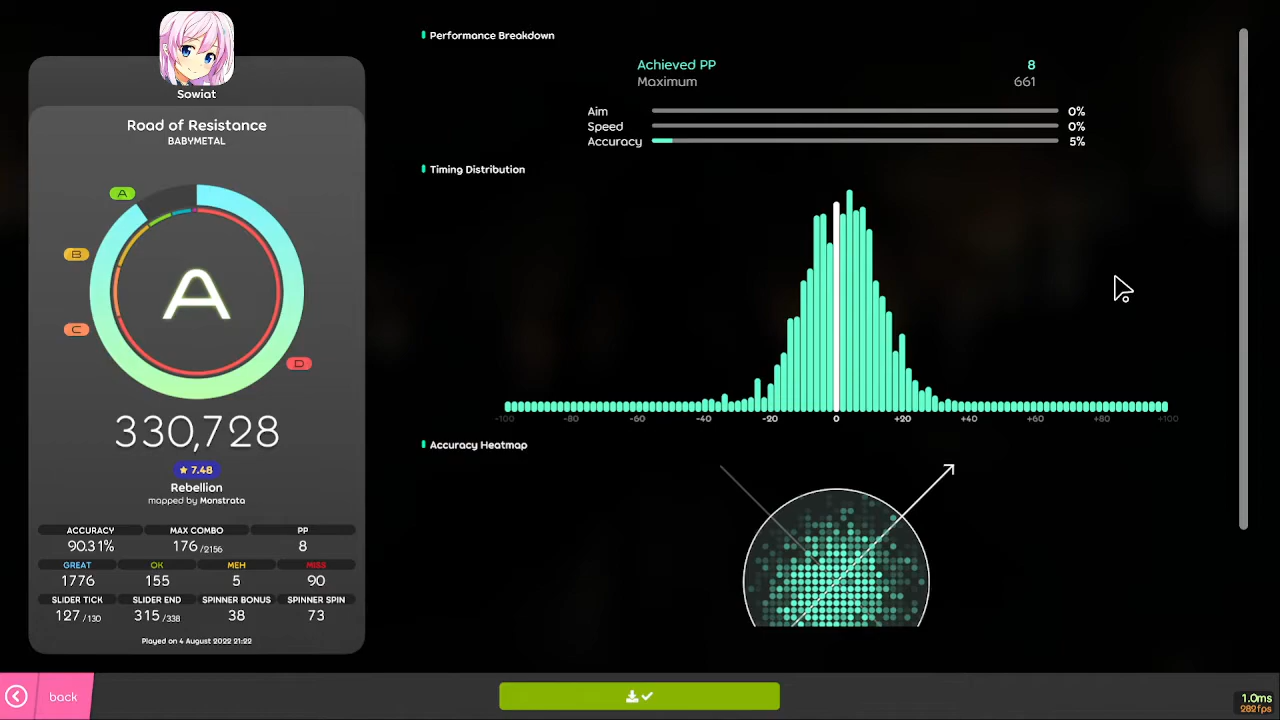 Sowiat
Road of Resistance
BABYMETAL
A
B
C
D
A
330,728
7.48
Rebellion
mapped by Monstrata
ACCURACY MAX COMBO PP
90.31% 176 /2156 8
GREAT OK MEH MISS
1776 155 5 90
SLIDER TICK SLIDER END SPINNER BONUS SPINNER SPIN
127 /130 315 /338 38 73
Played on 4 August 2022 21:22
Performance Breakdown
Achieved PP 8
Maximum 661
Aim 0%
Speed 0%
Accuracy 5%
Timing Distribution
-100 -80 -60 -40 -20 0 +20 +40 +60 +80 +100
Accuracy Heatmap
back
1.0ms
282fps